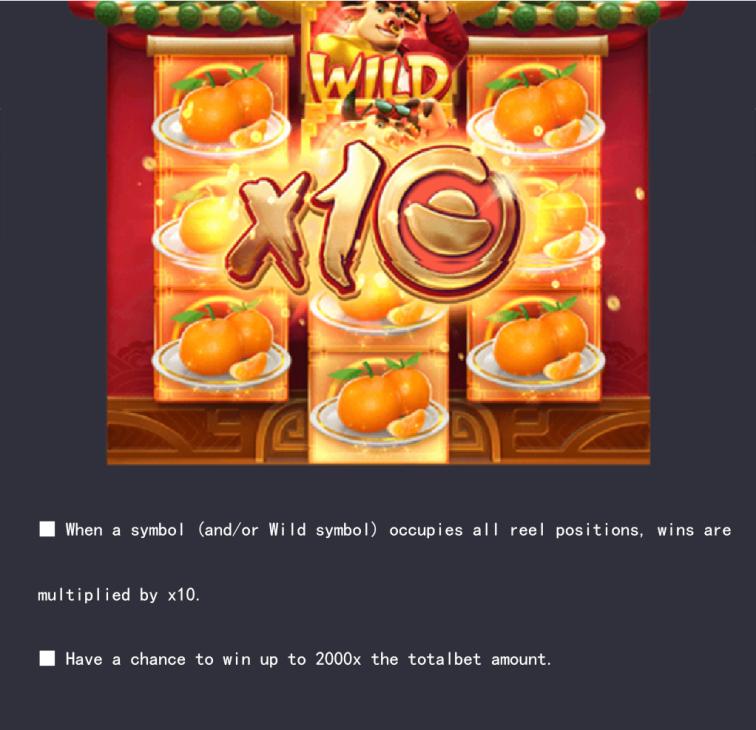 WILD
x10
■ When a symbol (and/or Wild symbol) occupies all reel positions, wins are
multiplied by x10.
■ Have a chance to win up to 2000x the totalbet amount.